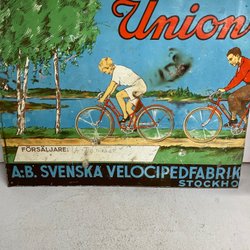 Union
FÖRSÄLJARE:
A.-B. SVENSKA VELOCIPEDFABRIK
STOCKHO